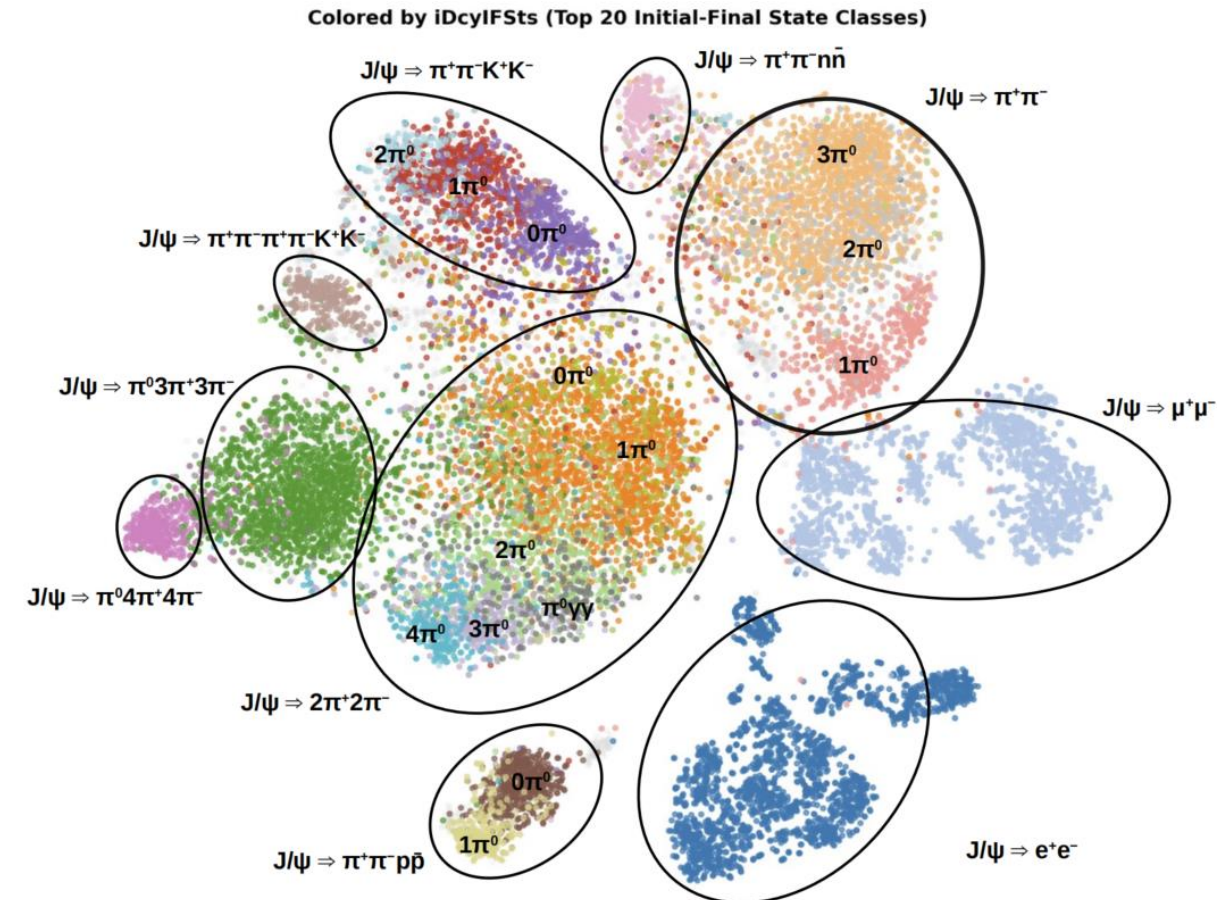 Colored by iDcyIFSts (Top 20 Initial-Final State Classes)
J/ψ ⇒ π⁺π⁻K⁺K⁻
J/ψ ⇒ π⁺π⁻nn̄
J/ψ ⇒ π⁺π⁻
2π⁰
1π⁰
0π⁰
3π⁰
2π⁰
1π⁰
J/ψ ⇒ π⁺π⁻π⁺π⁻K⁺K⁻
J/ψ ⇒ π⁰3π⁺3π⁻
0π⁰
1π⁰
2π⁰
π⁰γγ
4π⁰
3π⁰
J/ψ ⇒ μ⁺μ⁻
J/ψ ⇒ π⁰4π⁺4π⁻
J/ψ ⇒ 2π⁺2π⁻
0π⁰
1π⁰
J/ψ ⇒ π⁺π⁻pp̄
J/ψ ⇒ e⁺e⁻